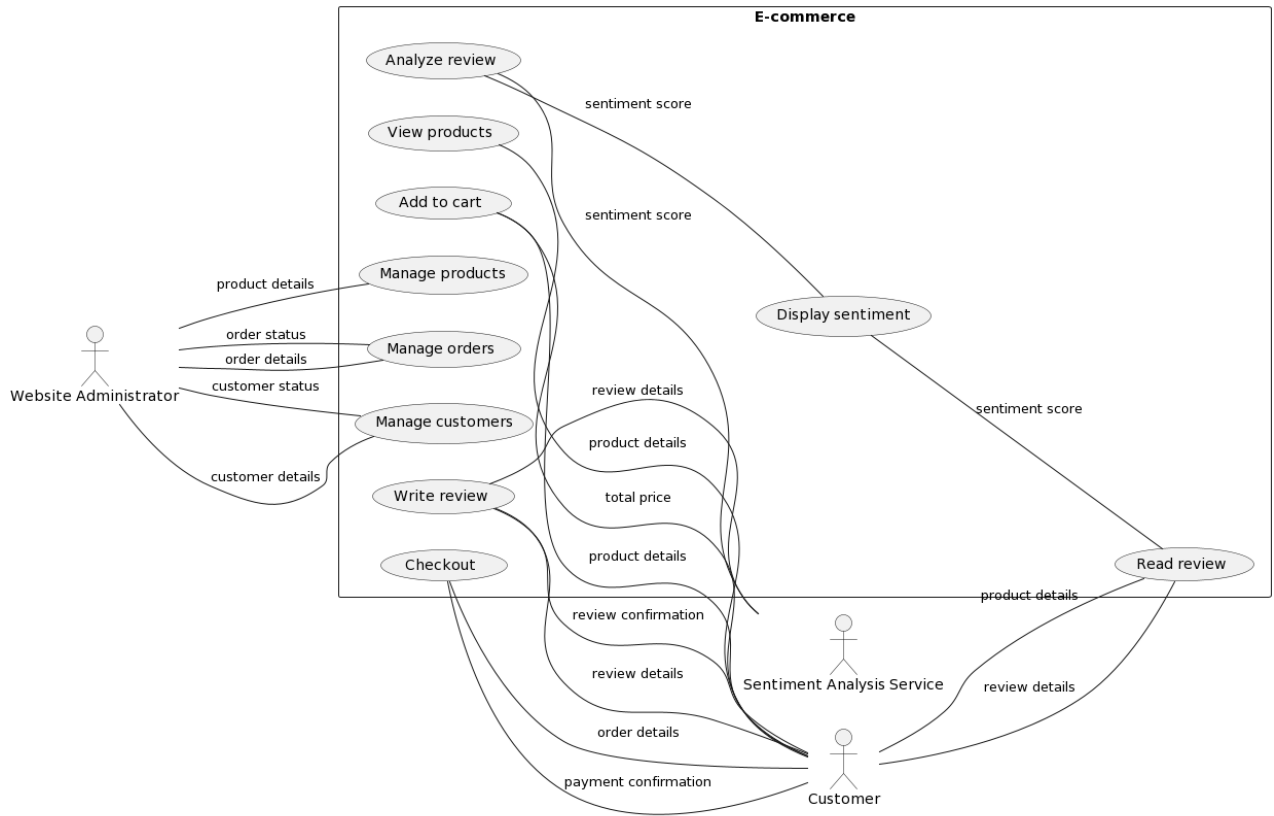 E-commerce
Analyze review
sentiment score
View products
Add to cart
sentiment score
Manage products
product details
Display sentiment
order status
Manage orders
order details
customer status
Website Administrator
review details
sentiment score
Manage customers
product details
customer details
Write review
total price
product details
Checkout
Read review
product details
review confirmation
review details
Sentiment Analysis Service
review details
order details
payment confirmation
Customer